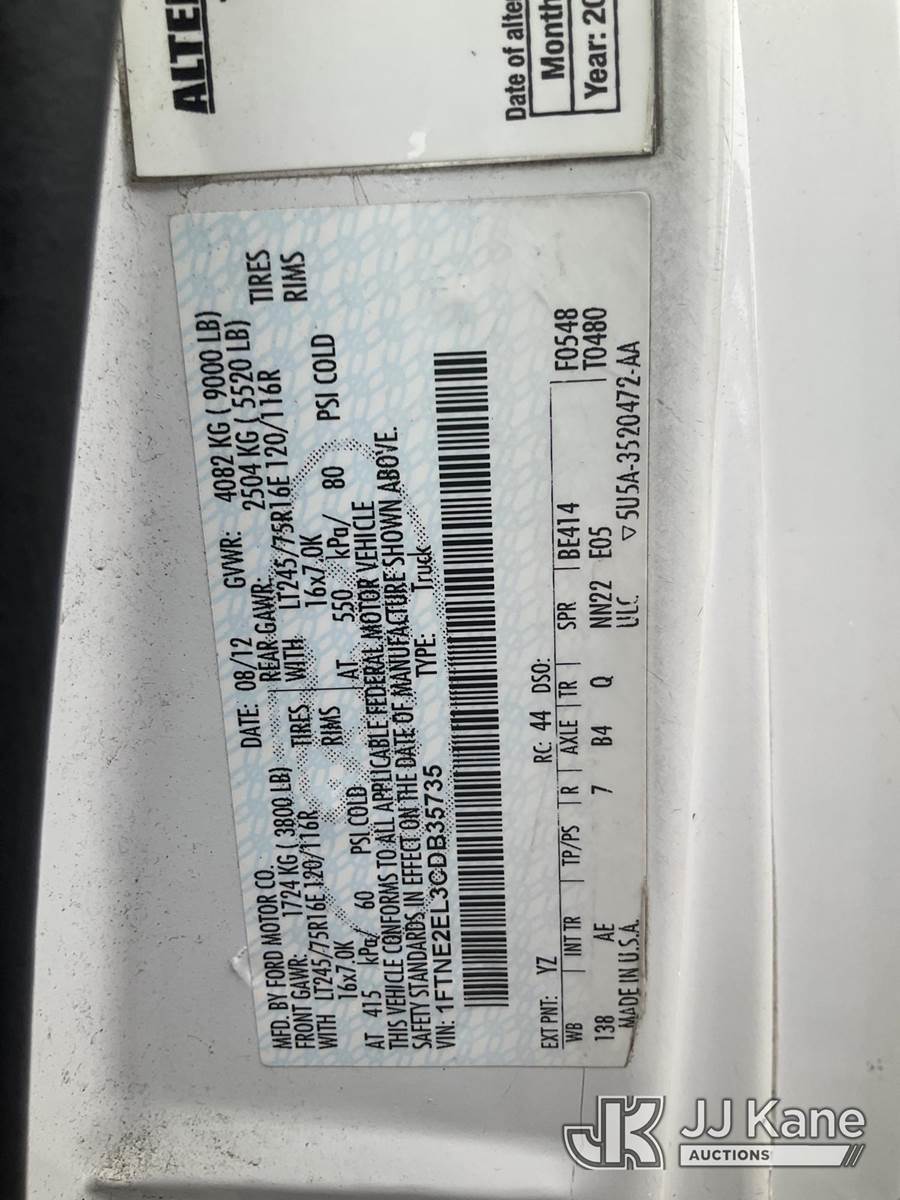 ALTE
Date of alte
Month
Year: 20
MFD. BY FORD MOTOR CO. DATE: 08/12 GVWR: 4082 KG ( 9000 LB)
FRONT GAWR: 1724 KG ( 3800 LB) REAR GAWR: 2504 KG ( 5520 LB)
WITH LT245/75R16E 120/116R TIRES WITH LT245/75R16E 120/116R TIRES
16x7.0K RIMS 16x7.0K RIMS
AT 415 kPa/ 60 PSI COLD AT 550 kPa/ 80 PSI COLD
THIS VEHICLE CONFORMS TO ALL APPLICABLE FEDERAL MOTOR VEHICLE
SAFETY STANDARDS IN EFFECT ON THE DATE OF MANUFACTURE SHOWN ABOVE.
VIN: 1FTNE2EL3CDB35735 TYPE: Truck
EXT PNT: YZ RC: 44 DSO: F0548
WB INT TR TP/PS R AXLE TR SPR BE414 T0480
138 AE 7 B4 Q NN22 E05
MADE IN U.S.A. ▽5U5A-3520472-AA
JK JJ Kane
AUCTIONS